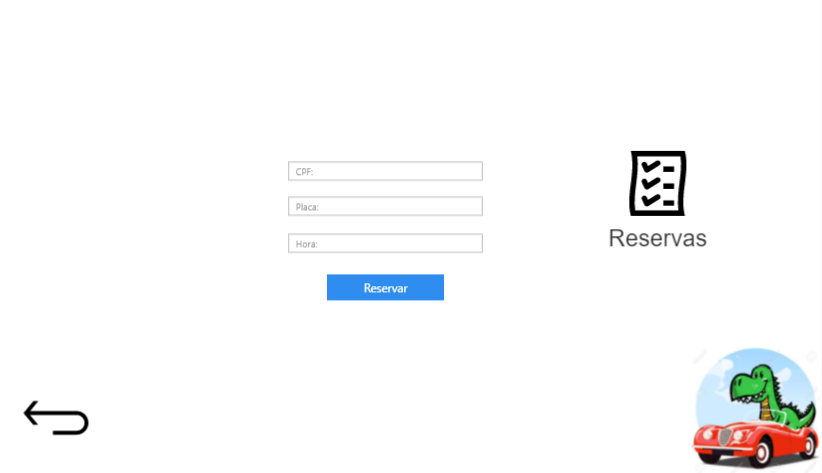 CPF:
Placa:
Hora:
Reservar
Reservas